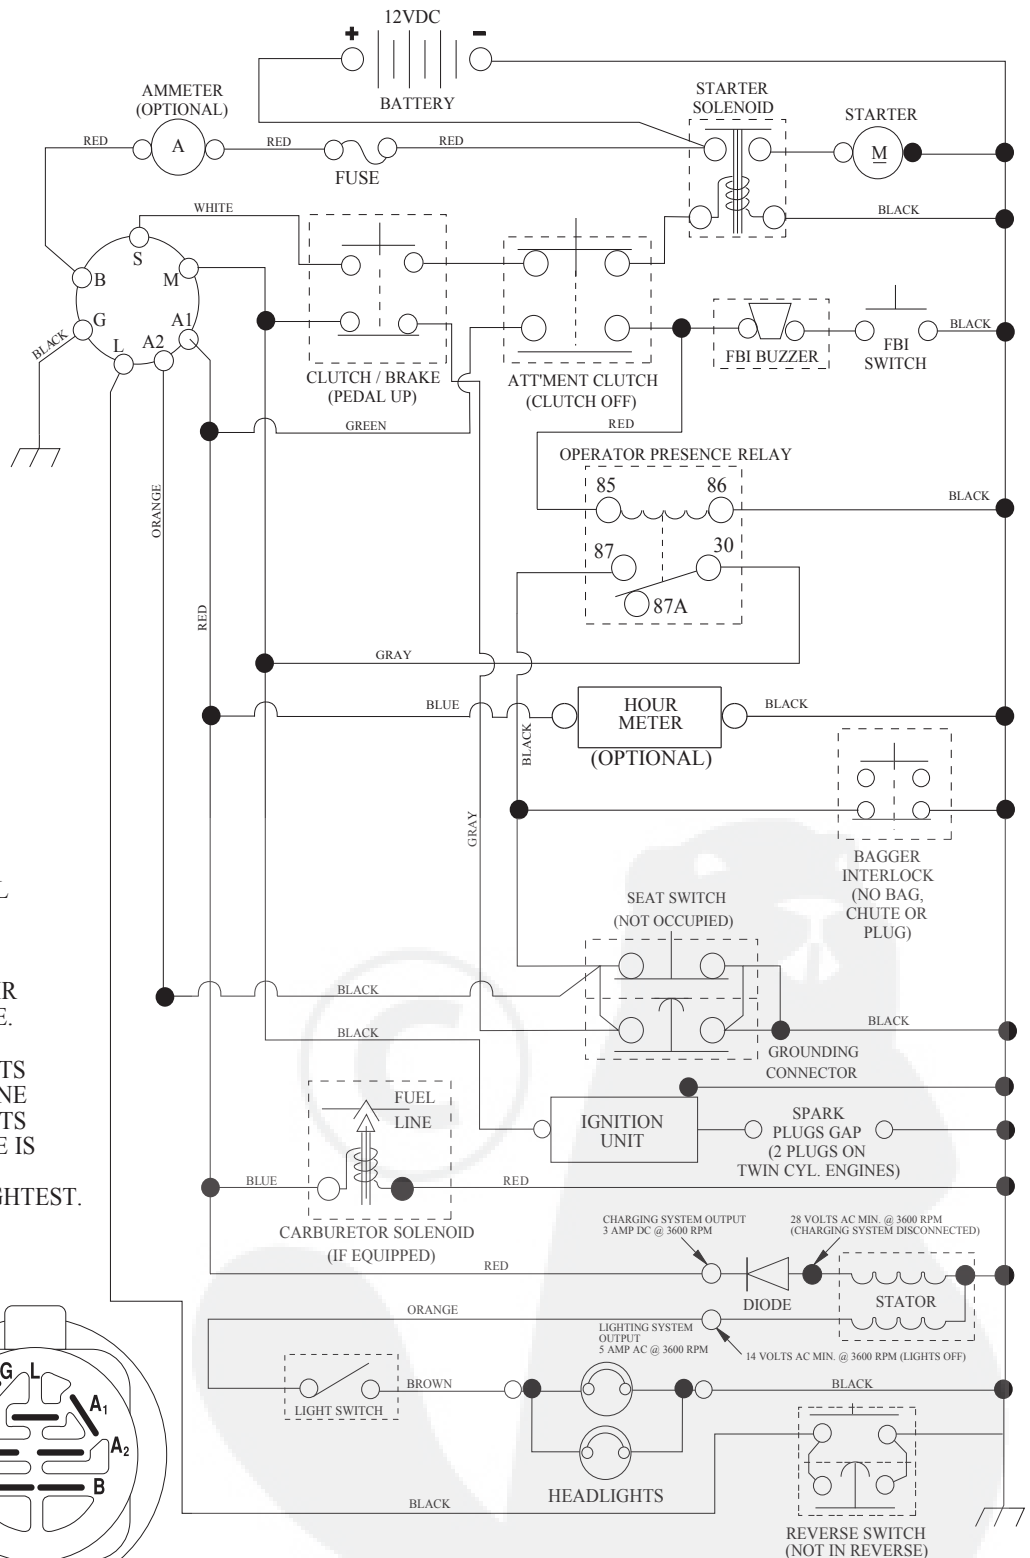 12VDC
+
-
BATTERY
AMMETER
(OPTIONAL)
STARTER
SOLENOID
STARTER
RED
A
RED
FUSE
RED
M
WHITE
BLACK
S
B
M
G
A1
L
A2
BLACK
CLUTCH / BRAKE
(PEDAL UP)
ATT'MENT CLUTCH
(CLUTCH OFF)
FBI BUZZER
FBI
SWITCH
BLACK
GREEN
RED
OPERATOR PRESENCE RELAY
85
86
BLACK
87
30
87A
ORANGE
RED
GRAY
BLUE
HOUR
METER
(OPTIONAL)
BLACK
BLACK
GRAY
BAGGER
INTERLOCK
(NO BAG,
CHUTE OR
PLUG)
SEAT SWITCH
(NOT OCCUPIED)
L
IR
E.
TS
NE
TS
E IS
GHTEST.
BLACK
BLACK
BLACK
GROUNDING
CONNECTOR
FUEL
LINE
IGNITION
UNIT
SPARK
PLUGS GAP
(2 PLUGS ON
TWIN CYL. ENGINES)
BLUE
RED
CARBURETOR SOLENOID
(IF EQUIPPED)
CHARGING SYSTEM OUTPUT
3 AMP DC @ 3600 RPM
28 VOLTS AC MIN. @ 3600 RPM
(CHARGING SYSTEM DISCONNECTED)
RED
DIODE
STATOR
ORANGE
LIGHTING SYSTEM
OUTPUT
5 AMP AC @ 3600 RPM
14 VOLTS AC MIN. @ 3600 RPM (LIGHTS OFF)
LIGHT SWITCH
BROWN
BLACK
HEADLIGHTS
BLACK
REVERSE SWITCH
(NOT IN REVERSE)
G
L
A1
A2
B
©